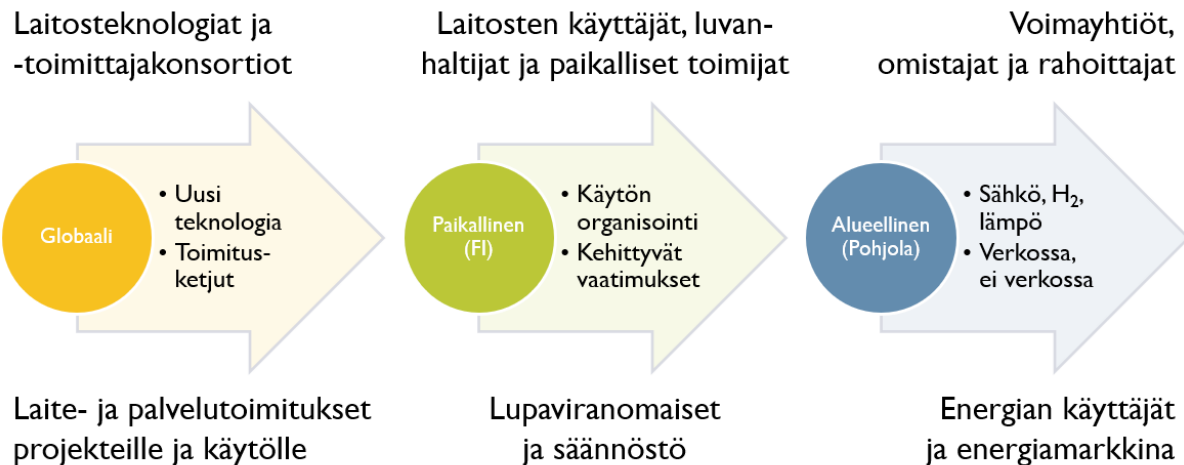 Laitosteknologiat ja
-toimittajakonsortiot
Laitosten käyttäjät, luvan-
haltijat ja paikalliset toimijat
Voimayhtiöt,
omistajat ja rahoittajat
Globaali
• Uusi
teknologia
• Toimitus-
ketjut
Paikallinen
(FI)
• Käytön
organisointi
• Kehittyvät
vaatimukset
Alueellinen
(Pohjola)
• Sähkö, H₂,
lämpö
• Verkossa,
ei verkossa
Laite- ja palvelutoimitukset
projekteille ja käytölle
Lupaviranomaiset
ja säännöstö
Energian käyttäjät
ja energiamarkkina